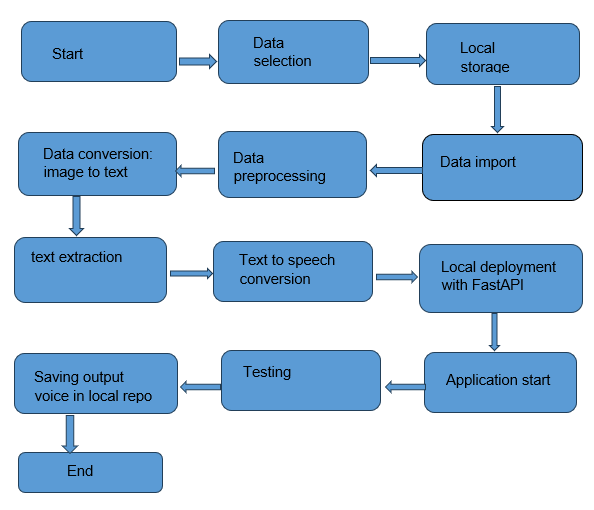 Start
Data
selection
Local
storage
Data import
Data
preprocessing
Data conversion:
image to text
text extraction
Text to speech
conversion
Local deployment
with FastAPI
Application start
Testing
Saving output
voice in local repo
End